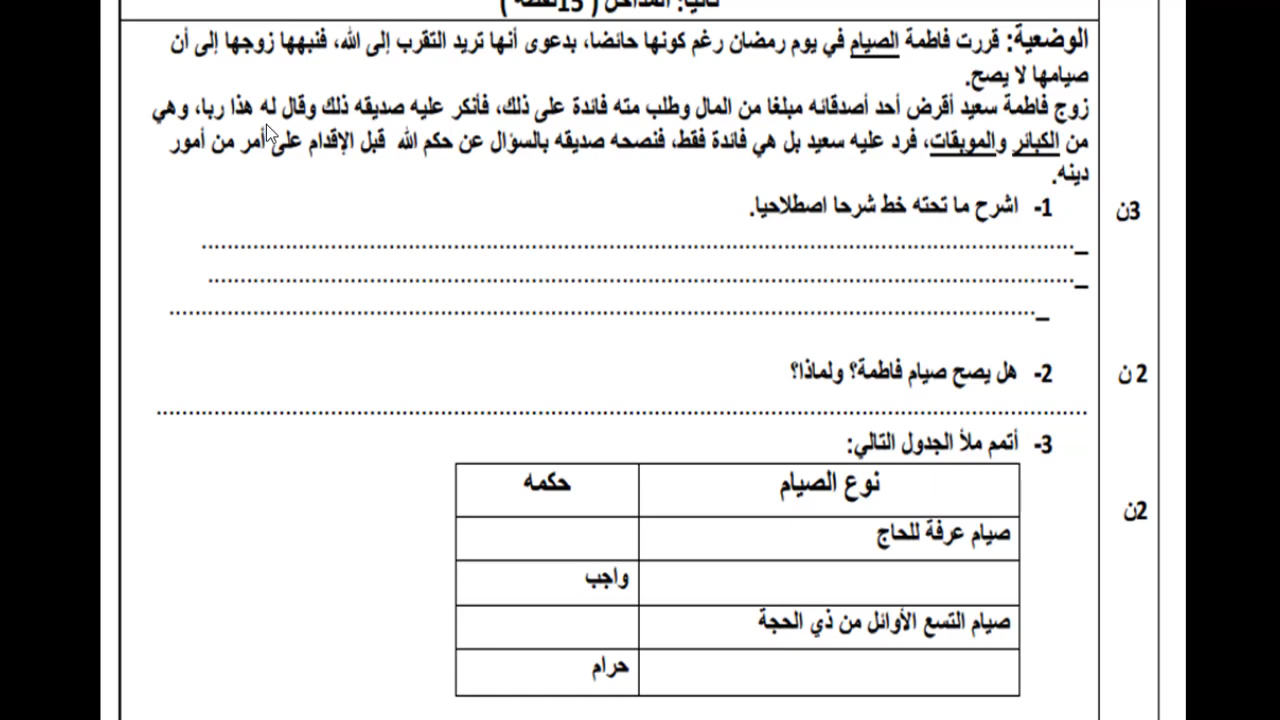 ثانيا: المداخل ( 15نقطة )
الوضعية: قررت فاطمة الصيام في يوم رمضان رغم كونها حائضا، بدعوى أنها تريد التقرب إلى الله، فنبهها زوجها إلى أن
صيامها لا يصح.
زوج فاطمة سعيد أقرض أحد أصدقائه مبلغا من المال وطلب مته فائدة على ذلك، فأنكر عليه صديقه ذلك وقال له هذا ربا، وهي
من الكبائر والموبقات، فرد عليه سعيد بل هي فائدة فقط، فنصحه صديقه بالسؤال عن حكم الله قبل الإقدام على أمر من أمور
دينه.
3ن
1- اشرح ما تحته خط شرحا اصطلاحيا.
2 ن
2- هل يصح صيام فاطمة؟ ولماذا؟
3- أتمم ملأ الجدول التالي:
2ن
نوع الصيام حكمه
صيام عرفة للحاج
واجب
صيام التسع الأوائل من ذي الحجة
حرام